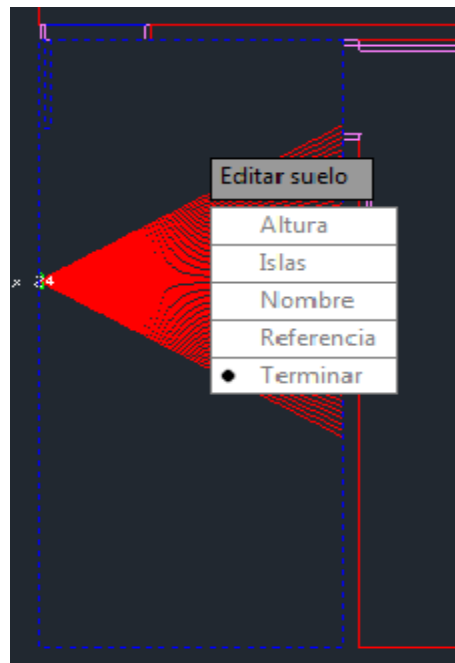 Editar suelo
Altura
Islas
Nombre
Referencia
Terminar
x